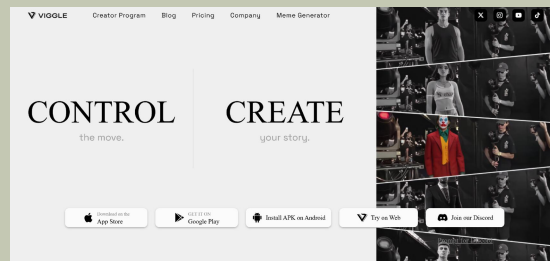 VIGGLE
Creator Program
Blog
Pricing
Company
Meme Generator
CONTROL
the move.
CREATE
your story.
Download on the
App Store
GET IT ON
Google Play
Install APK on Android
Try on Web
Join our Discord